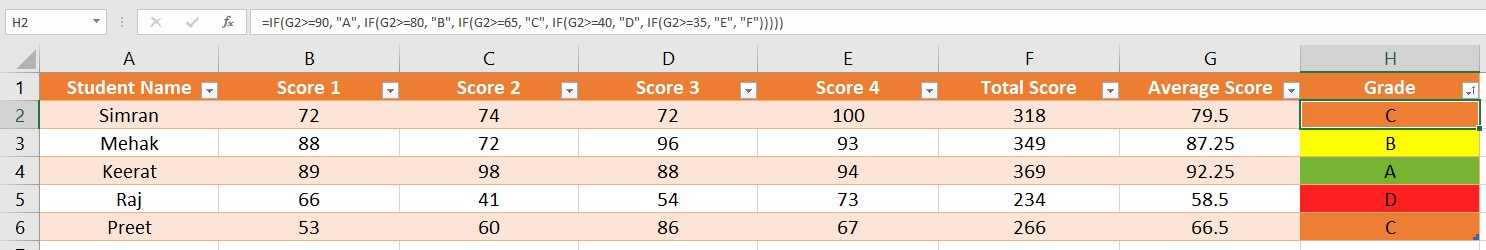 H2 fx =IF(G2>=90, "A", IF(G2>=80, "B", IF(G2>=65, "C", IF(G2>=40, "D", IF(G2>=35, "E", "F")))))
A B C D E F G H
1 Student Name Score 1 Score 2 Score 3 Score 4 Total Score Average Score Grade
2 Simran 72 74 72 100 318 79.5 C
3 Mehak 88 72 96 93 349 87.25 B
4 Keerat 89 98 88 94 369 92.25 A
5 Raj 66 41 54 73 234 58.5 D
6 Preet 53 60 86 67 266 66.5 C